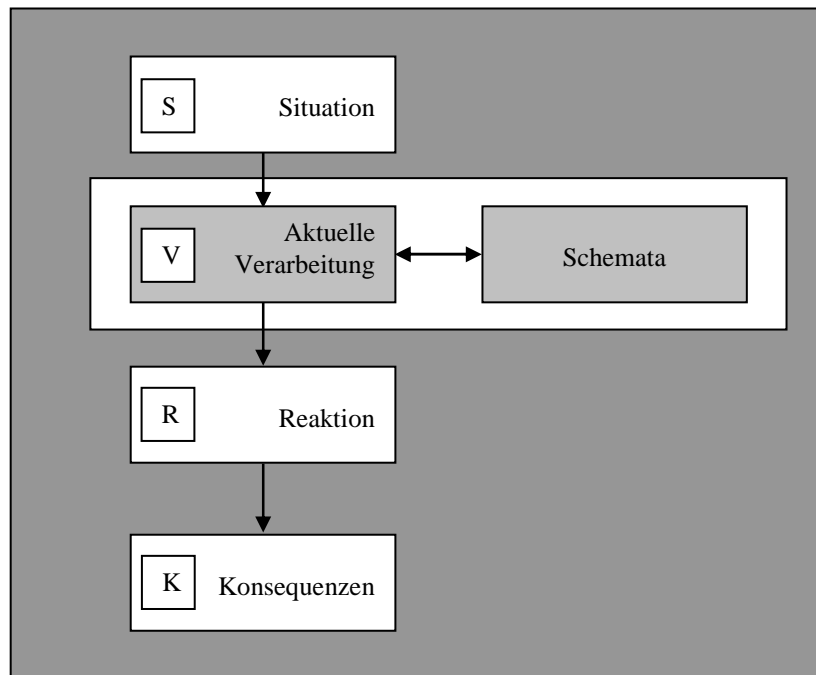 S Situation
Aktuelle
V Verarbeitung
Schemata
R Reaktion
K Konsequenzen